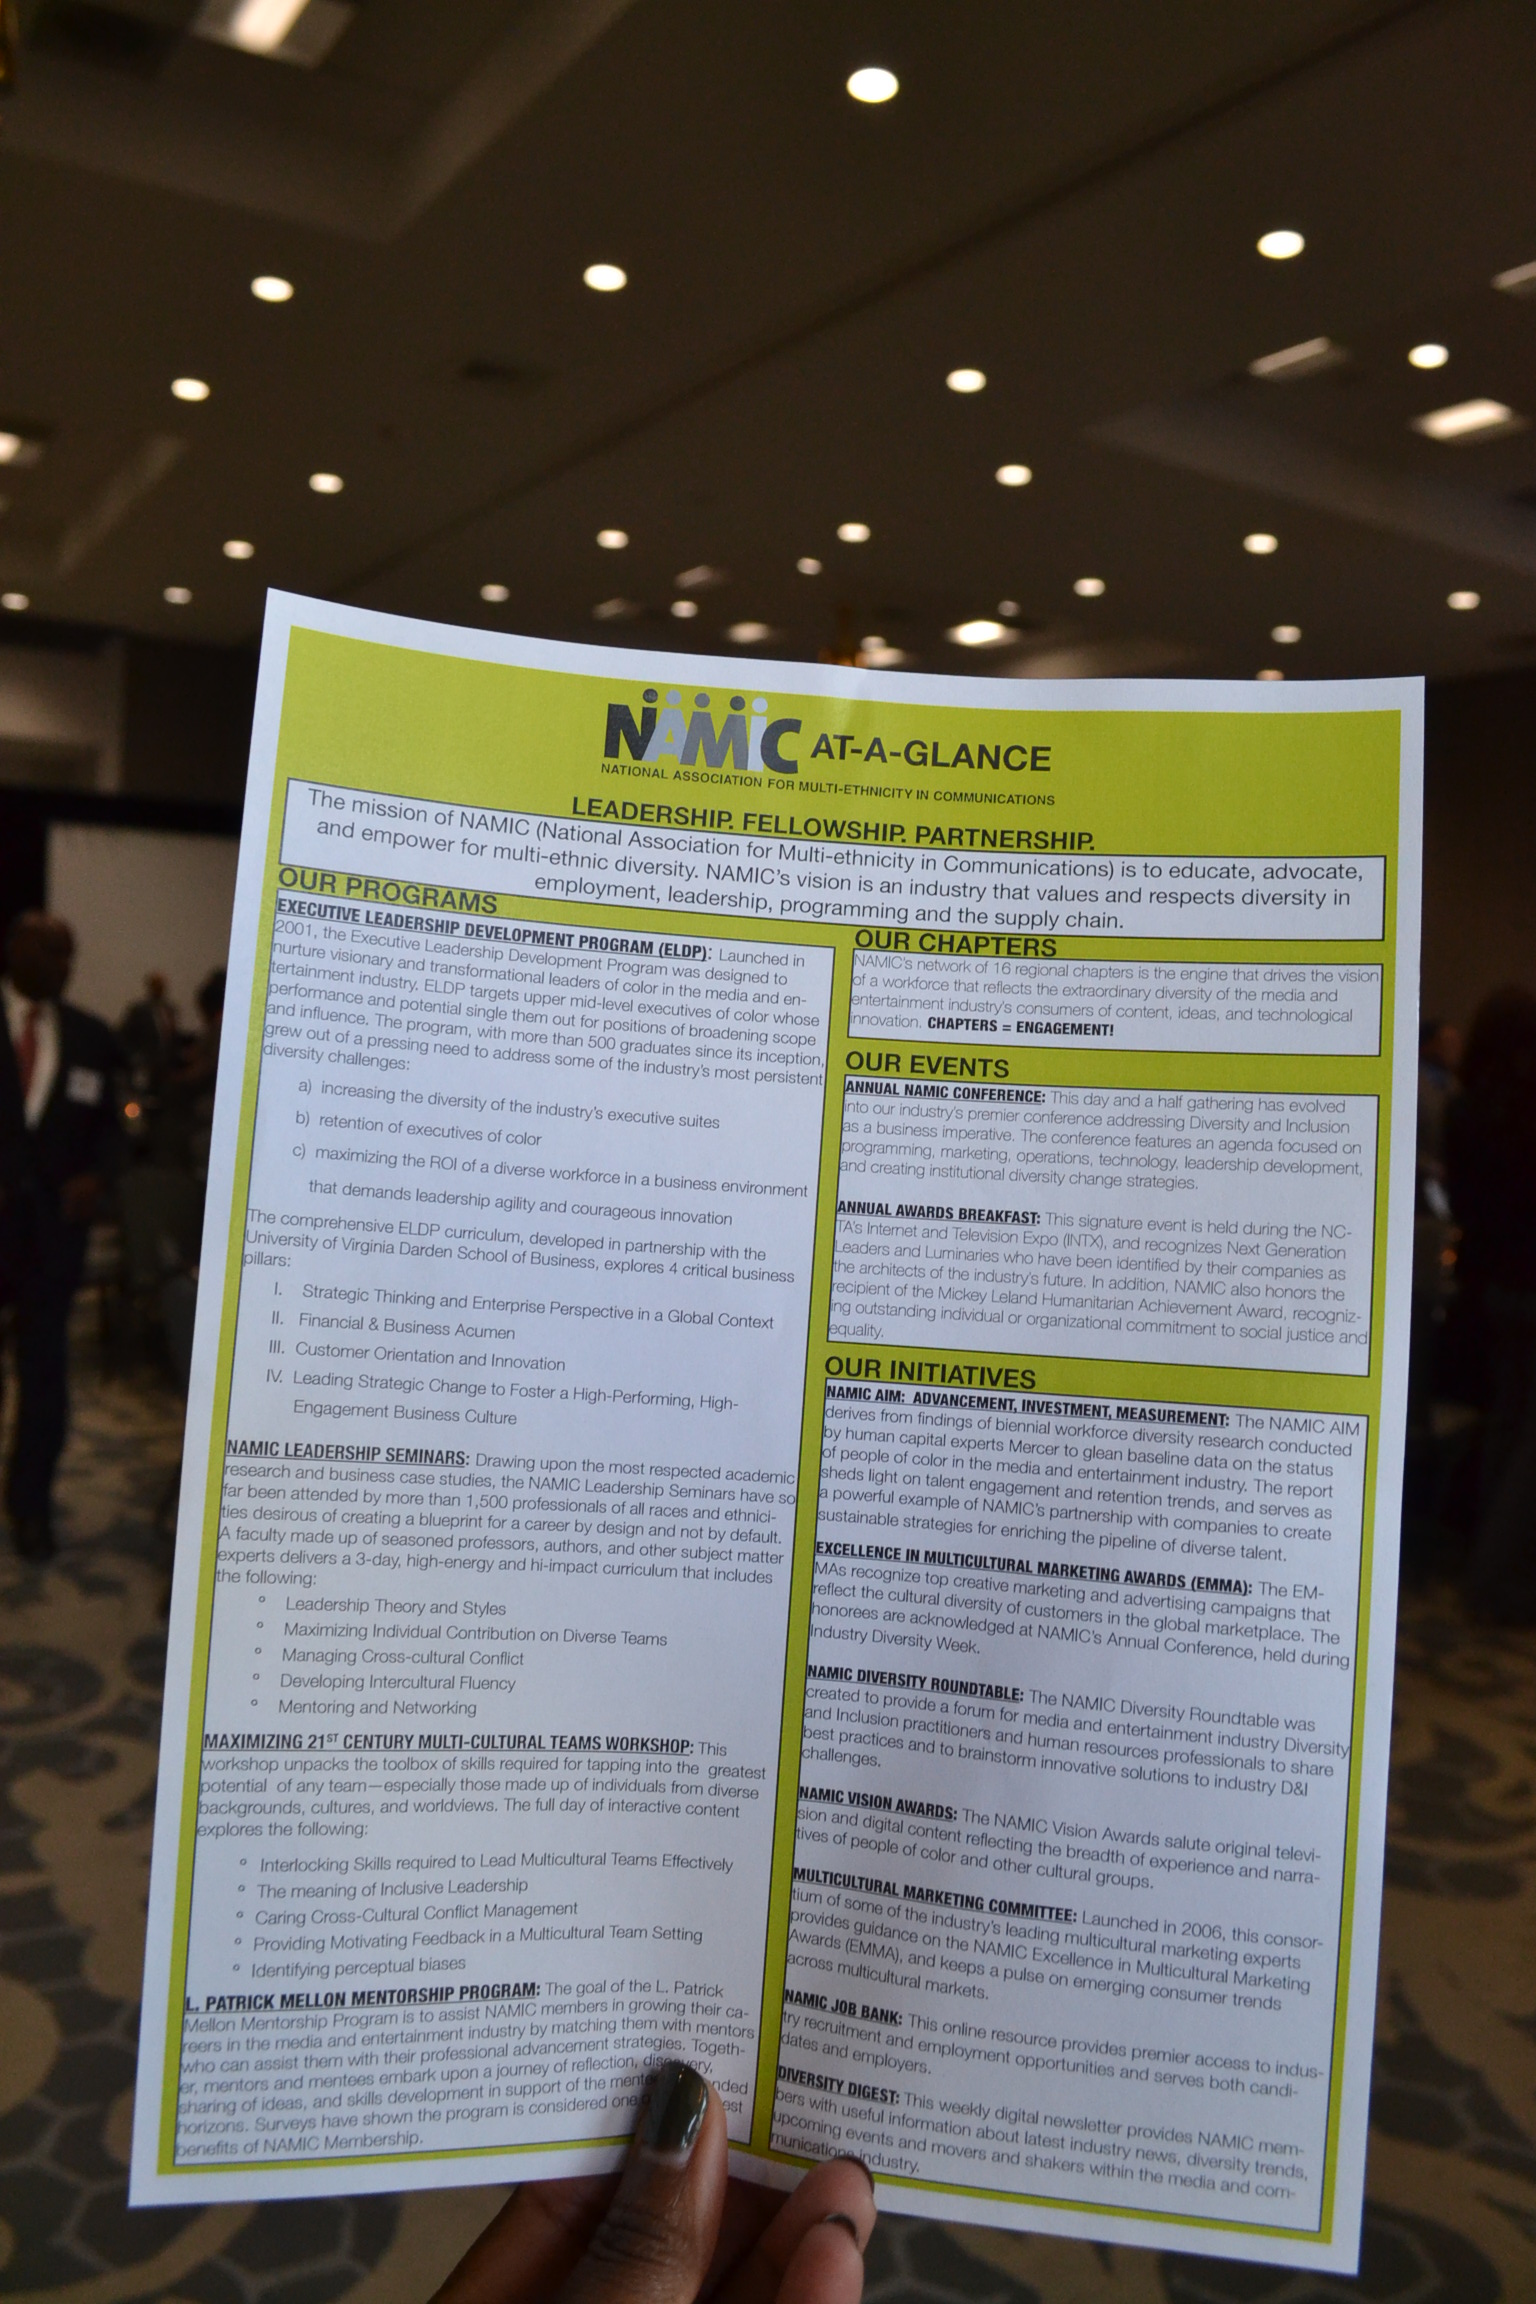 NAMIC AT-A-GLANCE
NATIONAL ASSOCIATION FOR MULTI-ETHNICITY IN COMMUNICATIONS
LEADERSHIP. FELLOWSHIP. PARTNERSHIP.
The mission of NAMIC (National Association for Multi-ethnicity in Communications) is to educate, advocate,
and empower for multi-ethnic diversity. NAMIC's vision is an industry that values and respects diversity in
employment, leadership, programming and the supply chain.
OUR PROGRAMS
EXECUTIVE LEADERSHIP DEVELOPMENT PROGRAM (ELDP): Launched in
2001, the Executive Leadership Development Program was designed to
nurture visionary and transformational leaders of color in the media and en-
tertainment industry. ELDP targets upper mid-level executives of color whose
performance and potential single them out for positions of broadening scope
and influence. The program, with more than 500 graduates since its inception,
grew out of a pressing need to address some of the industry's most persistent
diversity challenges:
a) increasing the diversity of the industry's executive suites
b) retention of executives of color
c) maximizing the ROI of a diverse workforce in a business environment
that demands leadership agility and courageous innovation
The comprehensive ELDP curriculum, developed in partnership with the
University of Virginia Darden School of Business, explores 4 critical business
pillars:
I. Strategic Thinking and Enterprise Perspective in a Global Context
II. Financial & Business Acumen
III. Customer Orientation and Innovation
IV. Leading Strategic Change to Foster a High-Performing, High-
Engagement Business Culture
NAMIC LEADERSHIP SEMINARS: Drawing upon the most respected academic
research and business case studies, the NAMIC Leadership Seminars have so
far been attended by more than 1,500 professionals of all races and ethnici-
ties desirous of creating a blueprint for a career by design and not by default.
A faculty made up of seasoned professors, authors, and other subject matter
experts delivers a 3-day, high-energy and hi-impact curriculum that includes
the following:
° Leadership Theory and Styles
° Maximizing Individual Contribution on Diverse Teams
° Managing Cross-cultural Conflict
° Developing Intercultural Fluency
° Mentoring and Networking
MAXIMIZING 21ST CENTURY MULTI-CULTURAL TEAMS WORKSHOP: This
workshop unpacks the toolbox of skills required for tapping into the greatest
potential of any team—especially those made up of individuals from diverse
backgrounds, cultures, and worldviews. The full day of interactive content
explores the following:
° Interlocking Skills required to Lead Multicultural Teams Effectively
° The meaning of Inclusive Leadership
° Caring Cross-Cultural Conflict Management
° Providing Motivating Feedback in a Multicultural Team Setting
° Identifying perceptual biases
L. PATRICK MELLON MENTORSHIP PROGRAM: The goal of the L. Patrick
Mellon Mentorship Program is to assist NAMIC members in growing their ca-
reers in the media and entertainment industry by matching them with mentors
who can assist them with their professional advancement strategies. Togeth-
er, mentors and mentees embark upon a journey of reflection, discovery,
sharing of ideas, and skills development in support of the
horizons. Surveys have shown the program is considered one
benefits of NAMIC Membership.
OUR CHAPTERS
NAMIC's network of 16 regional chapters is the engine that drives the vision
of a workforce that reflects the extraordinary diversity of the media and
entertainment industry's consumers of content, ideas, and technological
innovation. CHAPTERS = ENGAGEMENT!
OUR EVENTS
ANNUAL NAMIC CONFERENCE: This day and a half gathering has evolved
into our industry's premier conference addressing Diversity and Inclusion
as a business imperative. The conference features an agenda focused on
programming, marketing, operations, technology, leadership development,
and creating institutional diversity change strategies.
ANNUAL AWARDS BREAKFAST: This signature event is held during the NC-
TA's Internet and Television Expo (INTX), and recognizes Next Generation
Leaders and Luminaries who have been identified by their companies as
the architects of the industry's future. In addition, NAMIC also honors the
recipient of the Mickey Leland Humanitarian Achievement Award, recogniz-
ing outstanding individual or organizational commitment to social justice and
equality.
OUR INITIATIVES
NAMIC AIM: ADVANCEMENT, INVESTMENT, MEASUREMENT: The NAMIC AIM
derives from findings of biennial workforce diversity research conducted
by human capital experts Mercer to glean baseline data on the status
of people of color in the media and entertainment industry. The report
sheds light on talent engagement and retention trends, and serves as
a powerful example of NAMIC's partnership with companies to create
sustainable strategies for enriching the pipeline of diverse talent.
EXCELLENCE IN MULTICULTURAL MARKETING AWARDS (EMMA): The EM-
MAs recognize top creative marketing and advertising campaigns that
reflect the cultural diversity of customers in the global marketplace. The
honorees are acknowledged at NAMIC's Annual Conference, held during
Industry Diversity Week.
NAMIC DIVERSITY ROUNDTABLE: The NAMIC Diversity Roundtable was
created to provide a forum for media and entertainment industry Diversity
and Inclusion practitioners and human resources professionals to share
best practices and to brainstorm innovative solutions to industry D&I
challenges.
NAMIC VISION AWARDS: The NAMIC Vision Awards salute original televi-
sion and digital content reflecting the breadth of experience and narra-
tives of people of color and other cultural groups.
MULTICULTURAL MARKETING COMMITTEE: Launched in 2006, this consor-
tium of some of the industry's leading multicultural marketing experts
provides guidance on the NAMIC Excellence in Multicultural Marketing
Awards (EMMA), and keeps a pulse on emerging consumer trends
across multicultural markets.
NAMIC JOB BANK: This online resource provides premier access to indus-
try recruitment and employment opportunities and serves both candi-
dates and employers.
DIVERSITY DIGEST: This weekly digital newsletter provides NAMIC mem-
bers with useful information about latest industry news, diversity trends,
upcoming events and movers and shakers within the media and com-
munications industry.